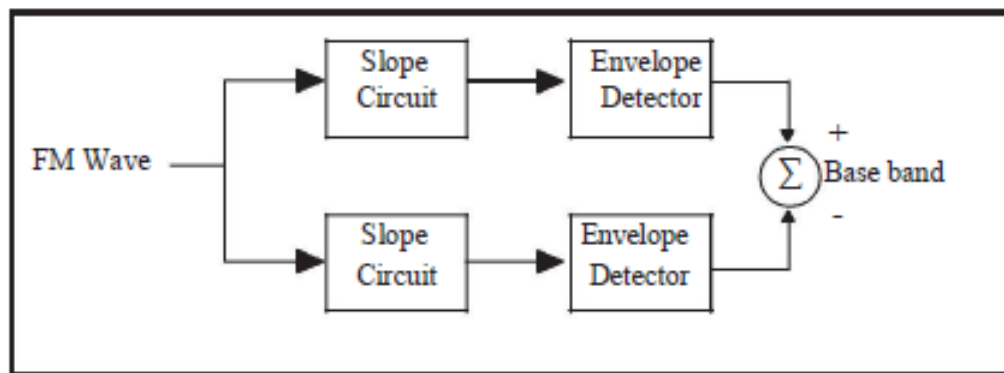 Slope
Circuit
Envelope
Detector
FM Wave
+
Σ Base band
-
Slope
Circuit
Envelope
Detector